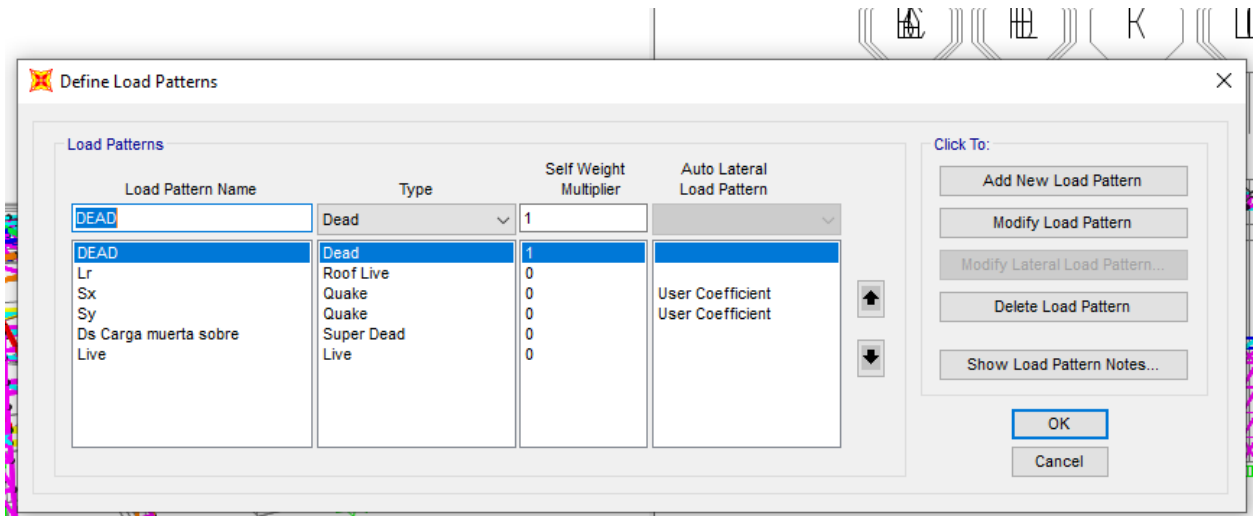 K
Define Load Patterns
Load Patterns
Click To:
Load Pattern Name
Type
Self Weight Multiplier
Auto Lateral Load Pattern
DEAD
Dead
1
DEAD Dead 1
Lr Roof Live 0
Sx Quake 0 User Coefficient
Sy Quake 0 User Coefficient
Ds Carga muerta sobre Super Dead 0
Live Live 0
Add New Load Pattern
Modify Load Pattern
Modify Lateral Load Pattern...
Delete Load Pattern
Show Load Pattern Notes...
OK
Cancel